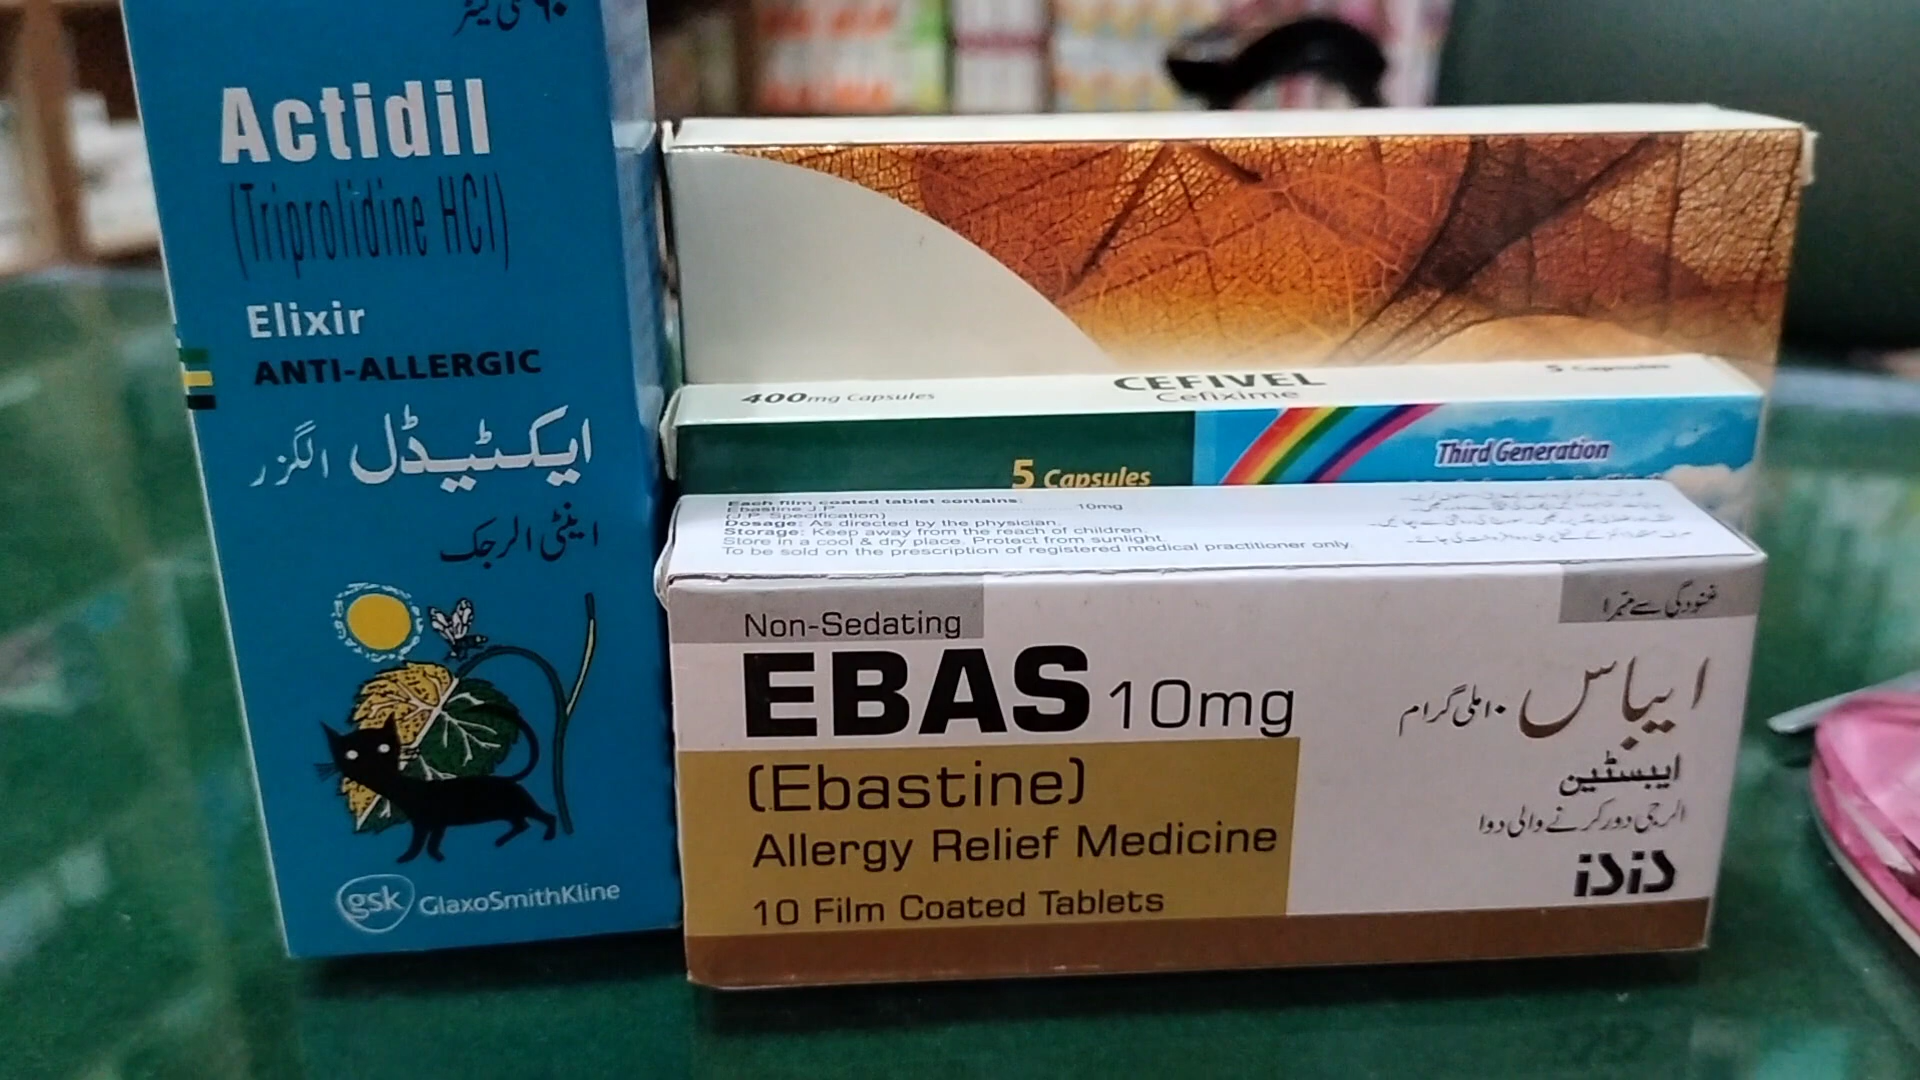 ۶۰ ملی لیٹر
Actidil
(Triprolidine HCl)
Elixir
ANTI-ALLERGIC
ایکٹیڈل الگزر
اینٹی الرجک
gsk GlaxoSmithKline
400mg Capsules
CEFIVEL
Cefixime
5 Capsules
5 Capsules
Third Generation
Each film coated tablet contains:
Ebastine J.P. 10mg
(J.P. Specification)
Dosage: As directed by the physician.
Storage: Keep away from the reach of children.
Store in a cool & dry place. Protect from sunlight.
To be sold on the prescription of registered medical practitioner only.
Non-Sedating
EBAS 10mg
(Ebastine)
Allergy Relief Medicine
10 Film Coated Tablets
غنودگی سے مبرا
ایباس ۱۰ ملی گرام
ایبسٹین
الرجی دور کرنے والی دوا
isis